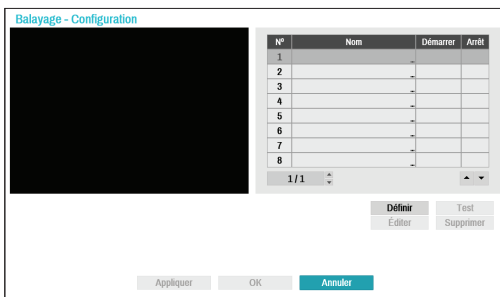 Balayage - Configuration
Nº Nom Démarrer Arrêt
1 ...
2 ...
3 ...
4 ...
5 ...
6 ...
7 ...
8 ...
1 / 1
Définir Test
Éditer Supprimer
Appliquer OK Annuler